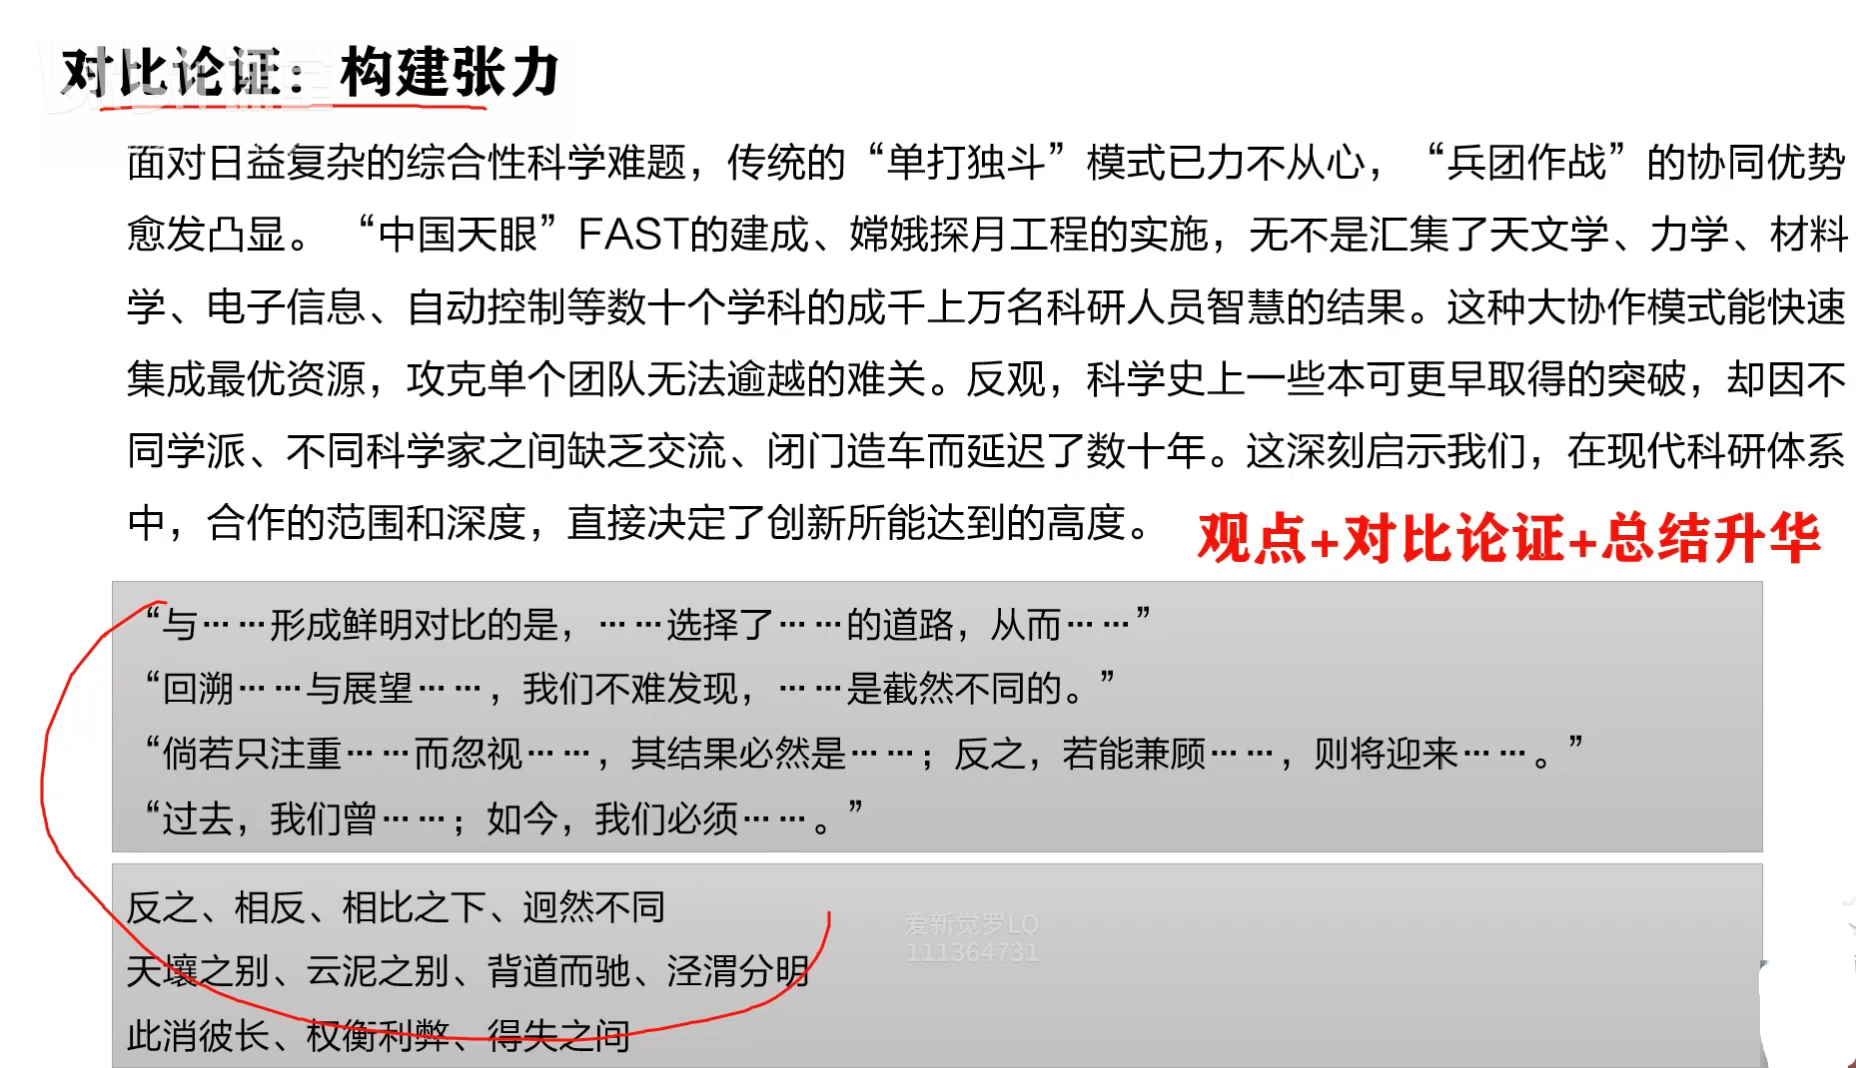 对比论证：构建张力
面对日益复杂的综合性科学难题，传统的“单打独斗”模式已力不从心，“兵团作战”的协同优势
愈发凸显。“中国天眼”FAST的建成、嫦娥探月工程的实施，无不是汇集了天文学、力学、材料
学、电子信息、自动控制等数十个学科的成千上万名科研人员智慧的结果。这种大协作模式能快速
集成最优资源，攻克单个团队无法逾越的难关。反观，科学史上一些本可更早取得的突破，却因不
同学派、不同科学家之间缺乏交流、闭门造车而延迟了数十年。这深刻启示我们，在现代科研体系
中，合作的范围和深度，直接决定了创新所能达到的高度。
观点+对比论证+总结升华
“与……形成鲜明对比的是，……选择了……的道路，从而……”
“回溯……与展望……，我们不难发现，……是截然不同的。”
“倘若只注重……而忽视……，其结果必然是……；反之，若能兼顾……，则将迎来……。”
“过去，我们曾……；如今，我们必须……。”
反之、相反、相比之下、迥然不同
天壤之别、云泥之别、背道而驰、泾渭分明
此消彼长、权衡利弊、得失之间
爱新觉罗LQ
111364731